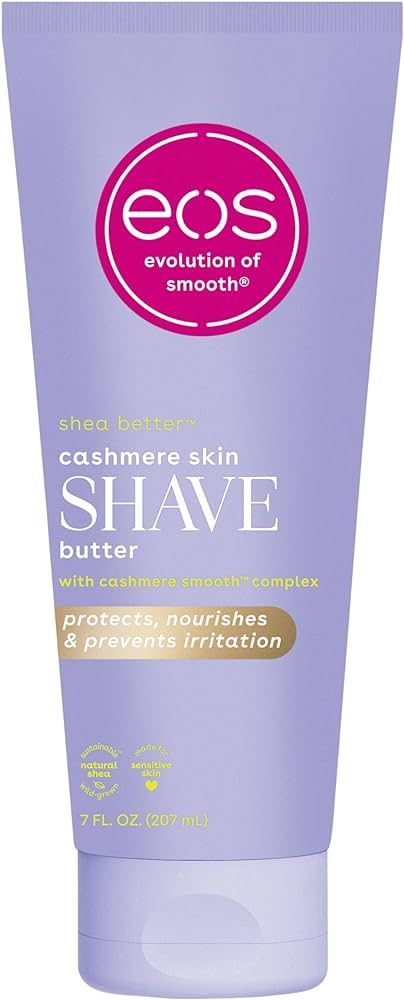 eos
evolution of
smooth®
shea better™
cashmere skin
SHAVE
butter
with cashmere smooth™ complex
protects, nourishes
& prevents irritation
sustainable
natural
shea
wild-grown
made for
sensitive
skin
7 FL. OZ. (207 mL)